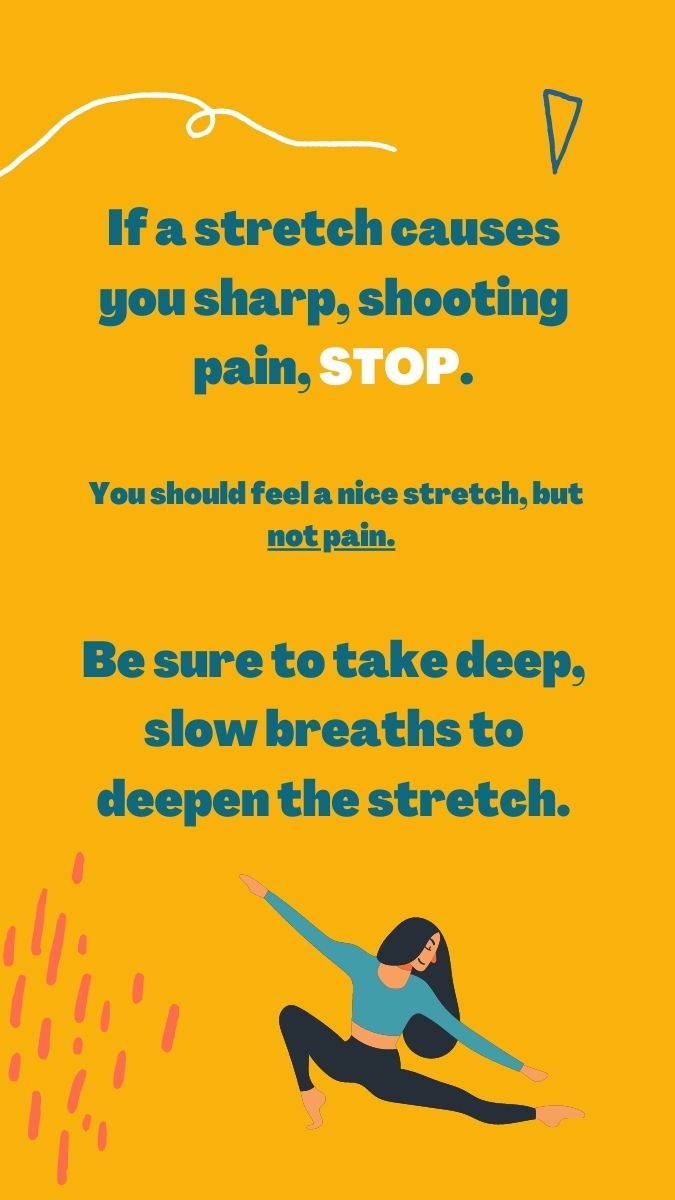 If a stretch causes
you sharp, shooting
pain, STOP.
You should feel a nice stretch, but
not pain.
Be sure to take deep,
slow breaths to
deepen the stretch.